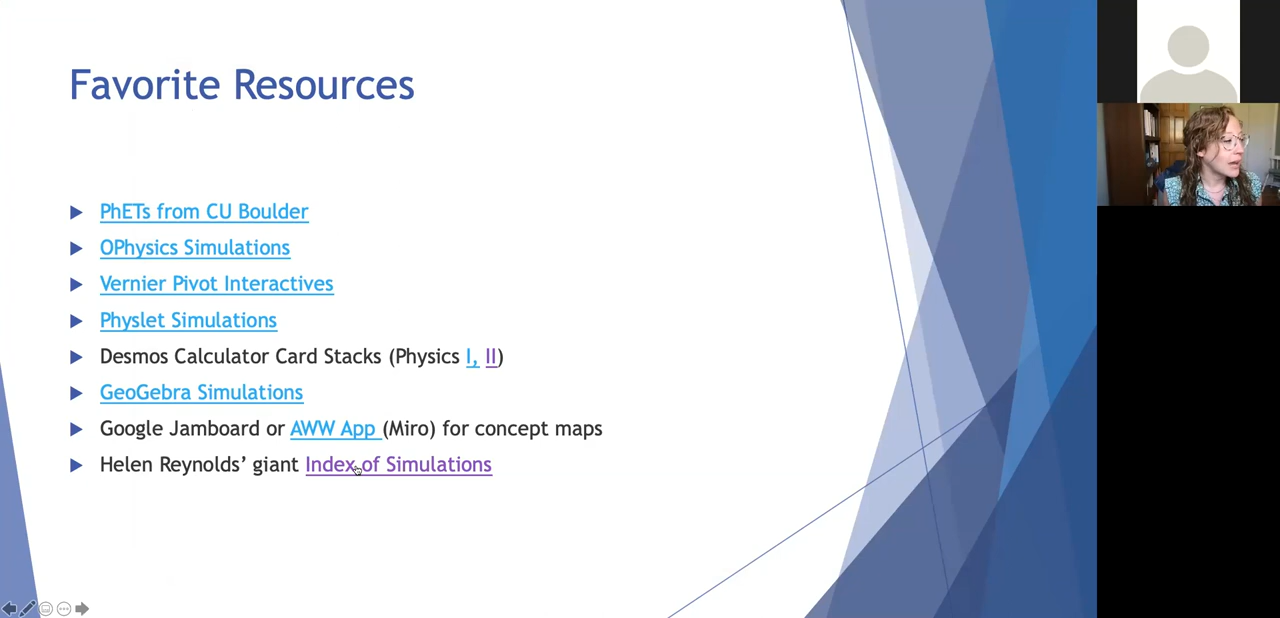 Favorite Resources
PhETs from CU Boulder
OPhysics Simulations
Vernier Pivot Interactives
Physlet Simulations
Desmos Calculator Card Stacks (Physics I, II)
GeoGebra Simulations
Google Jamboard or AWW App (Miro) for concept maps
Helen Reynolds’ giant Index of Simulations